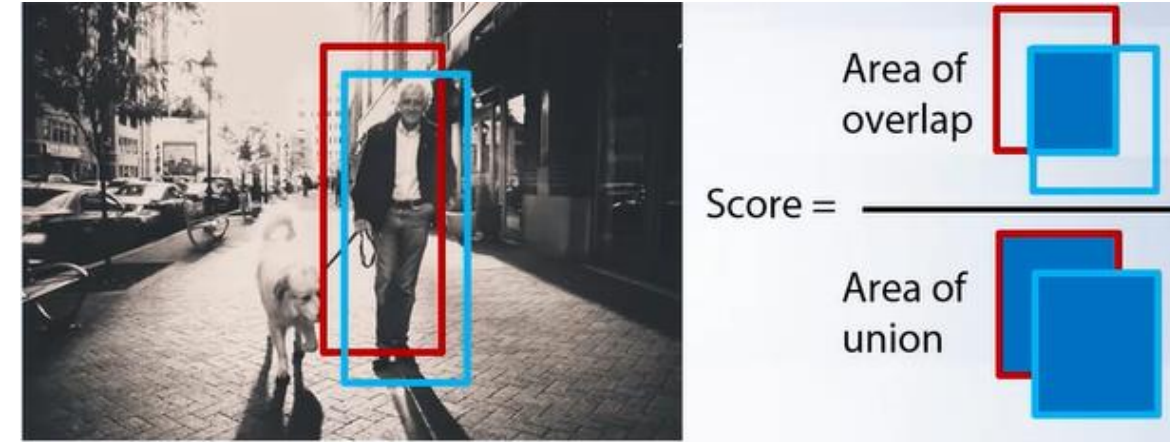 Area of
overlap
Score =
Area of
union